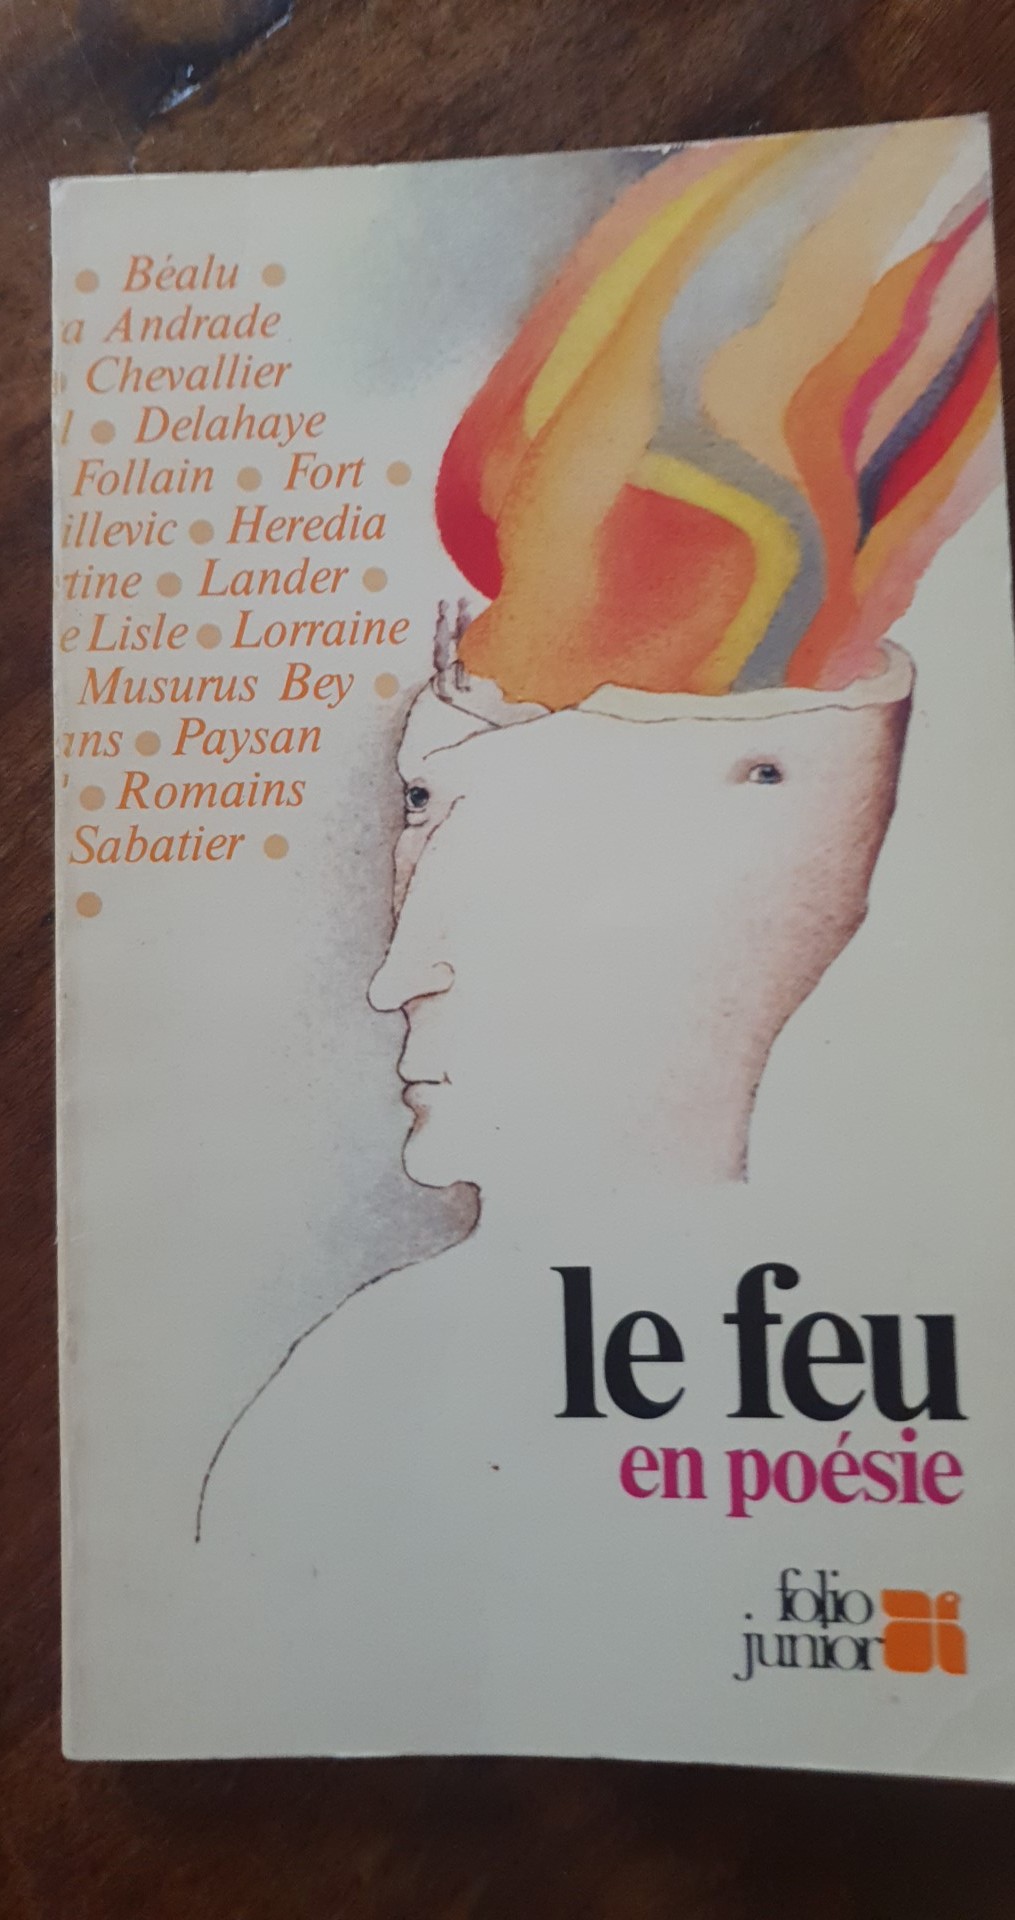 • Béalu •
a Andrade
Chevallier
l • Delahaye
Follain • Fort •
illevic • Heredia
tine • Lander •
e Lisle • Lorraine
Musurus Bey •
ans • Paysan
• Romains
Sabatier •
•
le feu
en poésie
folio
junior